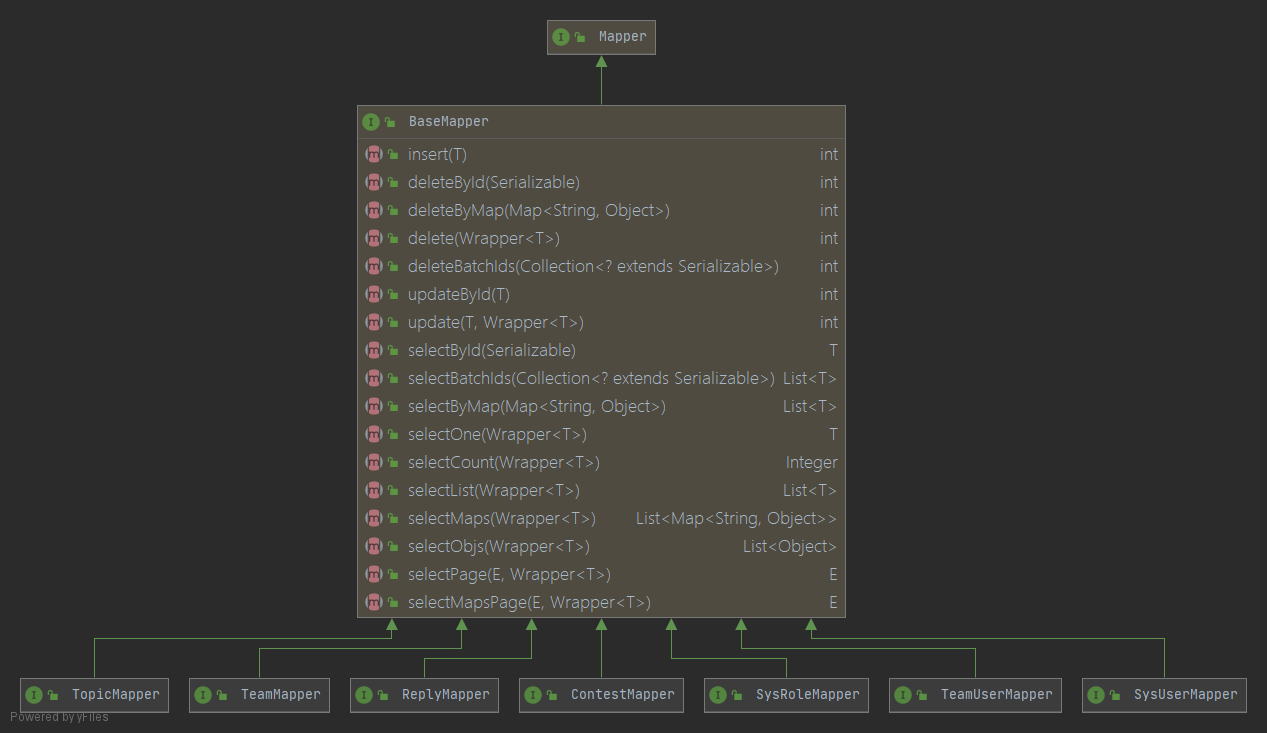 Mapper
BaseMapper
insert(T) int
deleteById(Serializable) int
deleteByMap(Map<String, Object>) int
delete(Wrapper<T>) int
deleteBatchIds(Collection<? extends Serializable>) int
updateById(T) int
update(T, Wrapper<T>) int
selectById(Serializable) T
selectBatchIds(Collection<? extends Serializable>) List<T>
selectByMap(Map<String, Object>) List<T>
selectOne(Wrapper<T>) T
selectCount(Wrapper<T>) Integer
selectList(Wrapper<T>) List<T>
selectMaps(Wrapper<T>) List<Map<String, Object>>
selectObjs(Wrapper<T>) List<Object>
selectPage(E, Wrapper<T>) E
selectMapsPage(E, Wrapper<T>) E
TopicMapper TeamMapper ReplyMapper ContestMapper SysRoleMapper TeamUserMapper SysUserMapper
Powered by yFiles